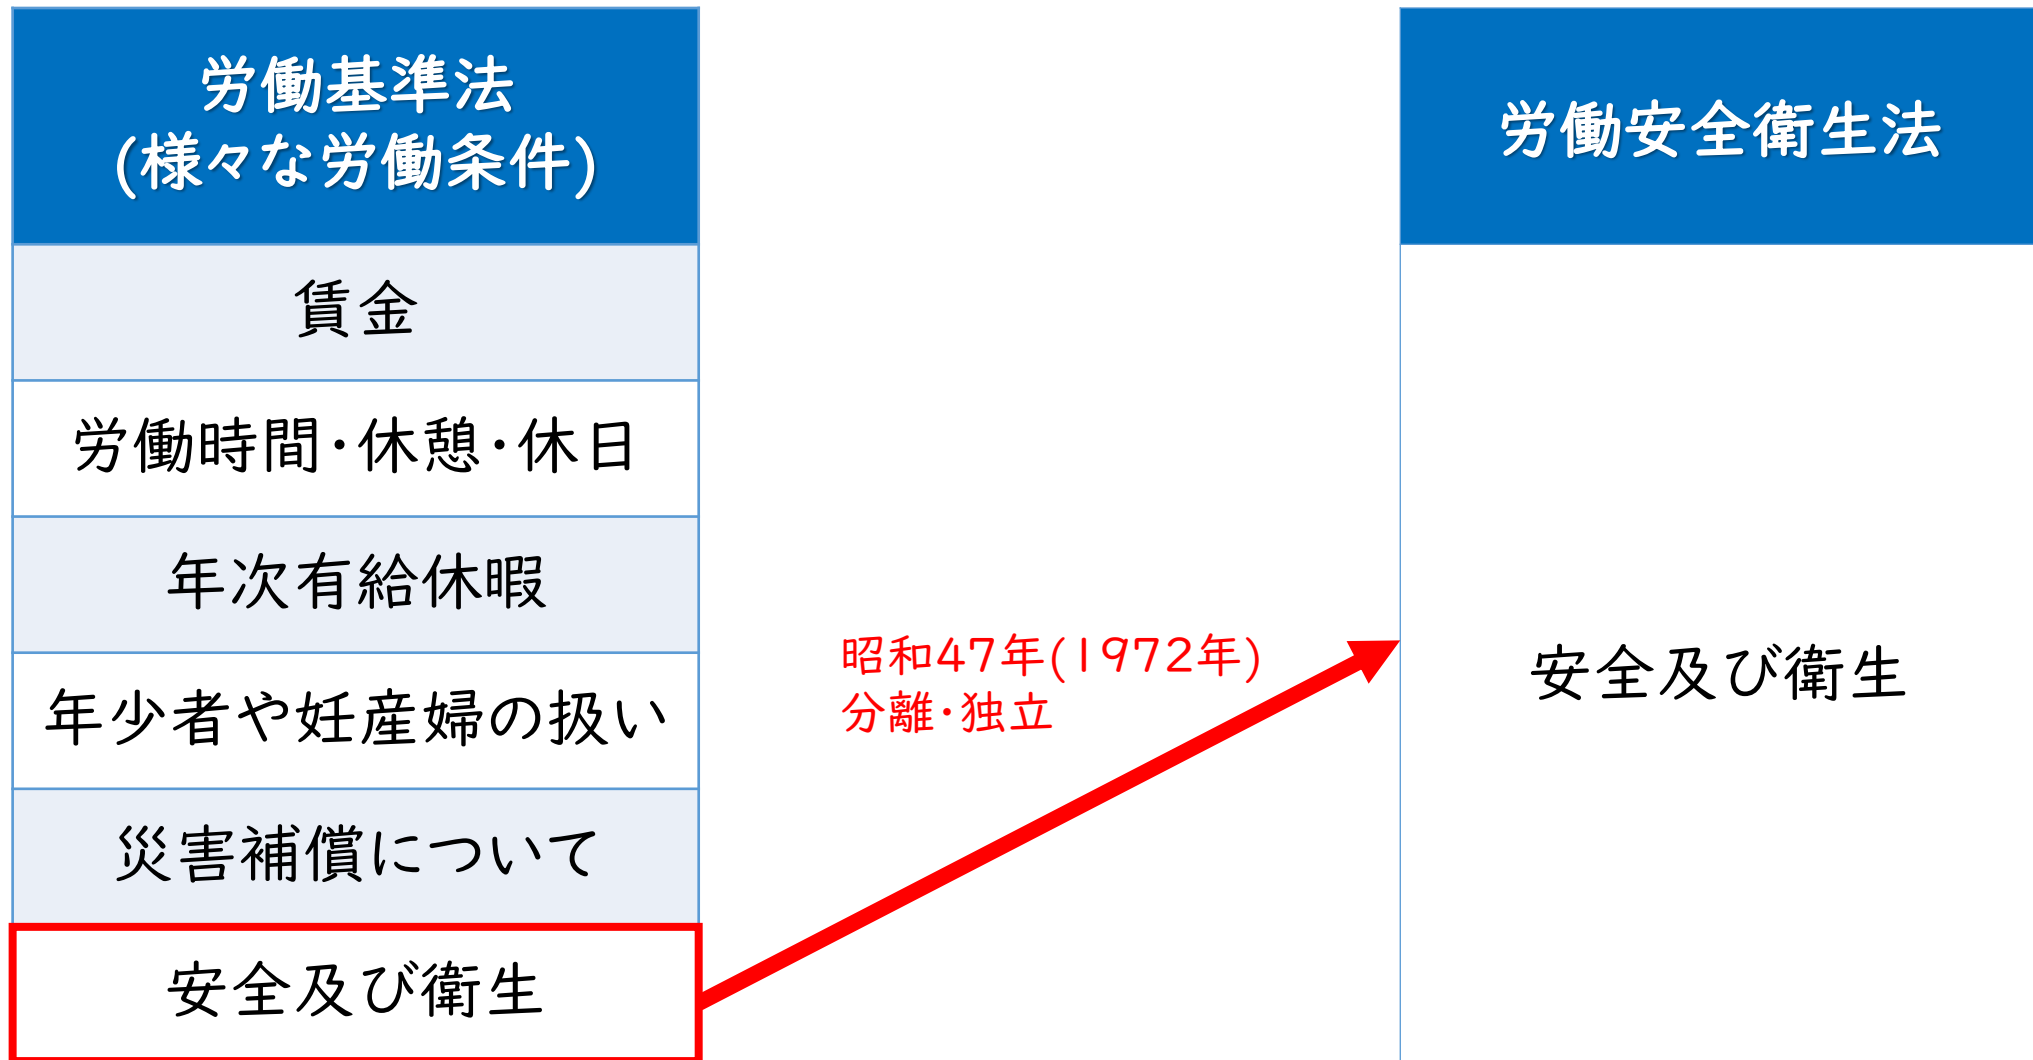 労働基準法
(様々な労働条件)
賃金
労働時間・休憩・休日
年次有給休暇
年少者や妊産婦の扱い
災害補償について
安全及び衛生
昭和47年(1972年)
分離・独立
労働安全衛生法
安全及び衛生